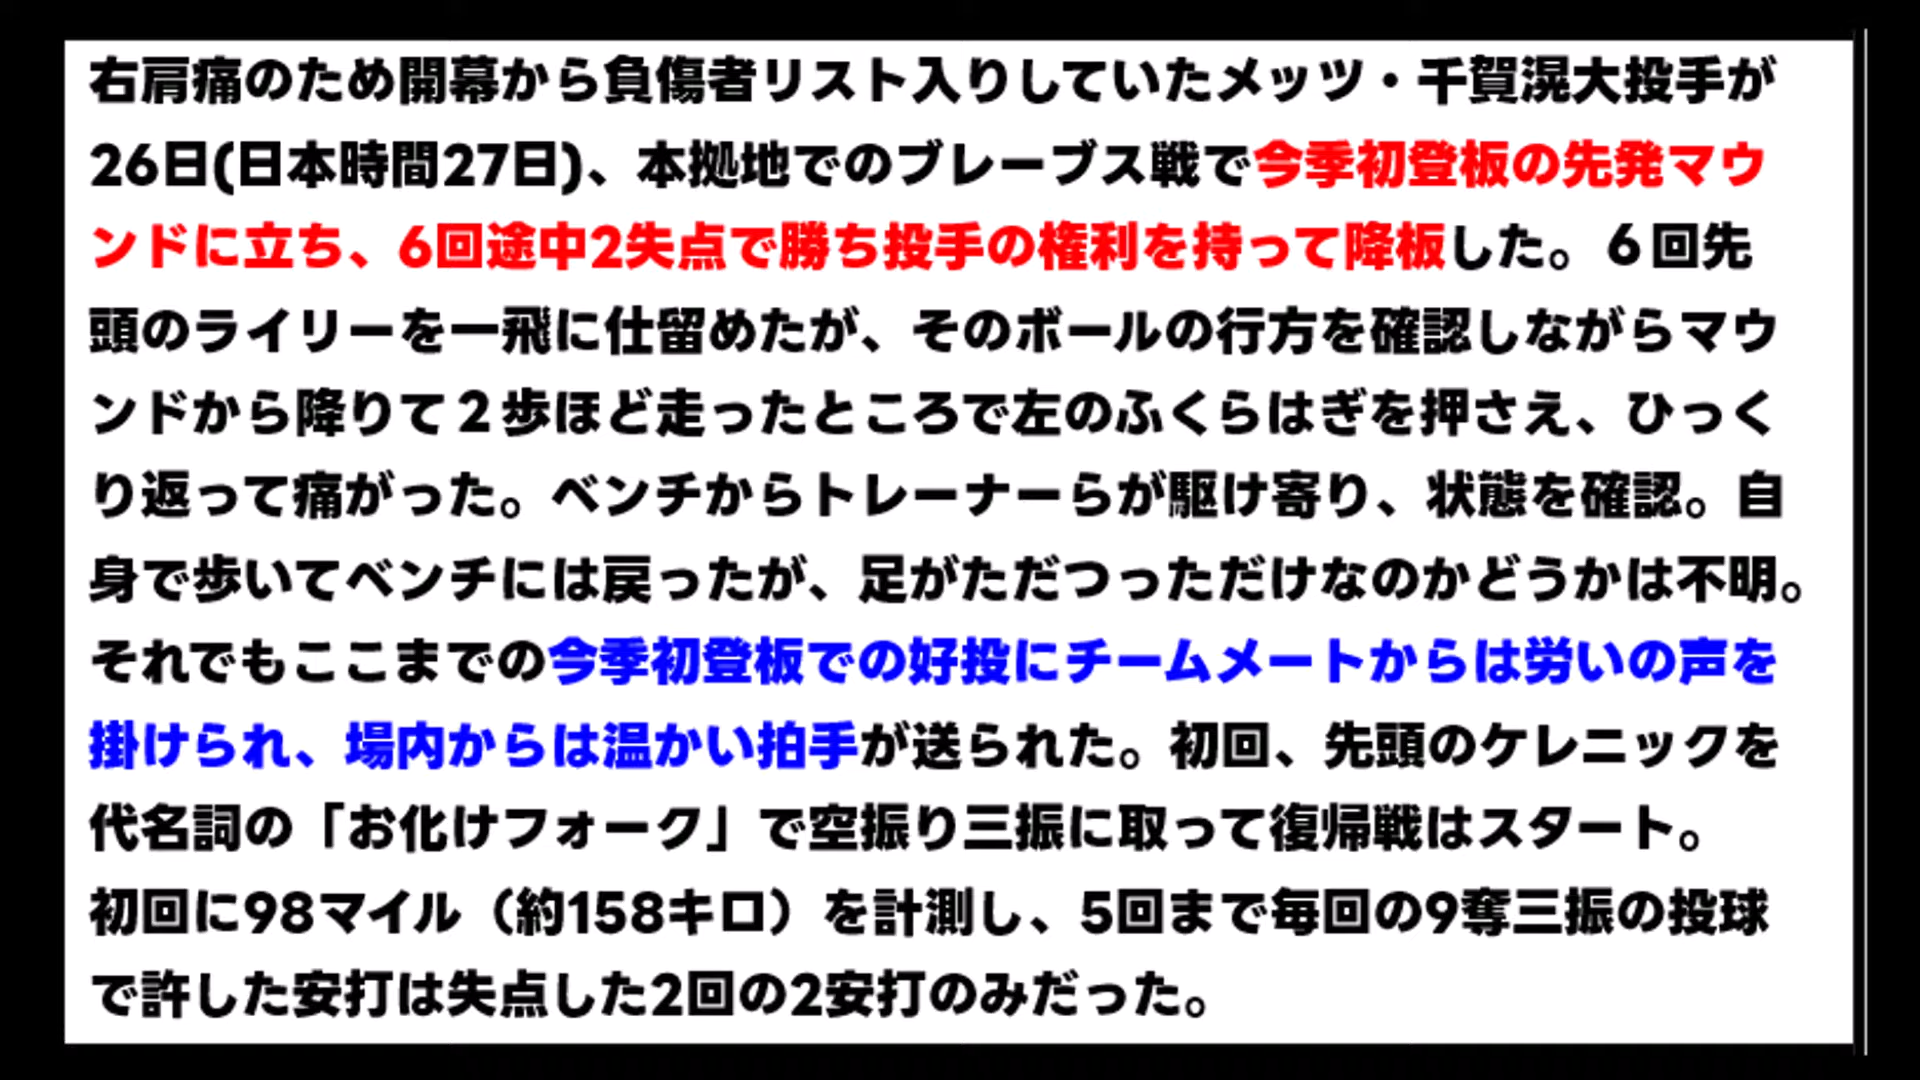 右肩痛のため開幕から負傷者リスト入りしていたメッツ・千賀滉大投手が
26日(日本時間27日)、本拠地でのブレーブス戦で今季初登板の先発マウ
ンドに立ち、6回途中2失点で勝ち投手の権利を持って降板した。６回先
頭のライリーを一飛に仕留めたが、そのボールの行方を確認しながらマウ
ンドから降りて２歩ほど走ったところで左のふくらはぎを押さえ、ひっく
り返って痛がった。ベンチからトレーナーらが駆け寄り、状態を確認。自
身で歩いてベンチには戻ったが、足がただつっただけなのかどうかは不明。
それでもここまでの今季初登板での好投にチームメートからは労いの声を
掛けられ、場内からは温かい拍手が送られた。初回、先頭のケレニックを
代名詞の「お化けフォーク」で空振り三振に取って復帰戦はスタート。
初回に98マイル（約158キロ）を計測し、5回まで毎回の9奪三振の投球
で許した安打は失点した2回の2安打のみだった。